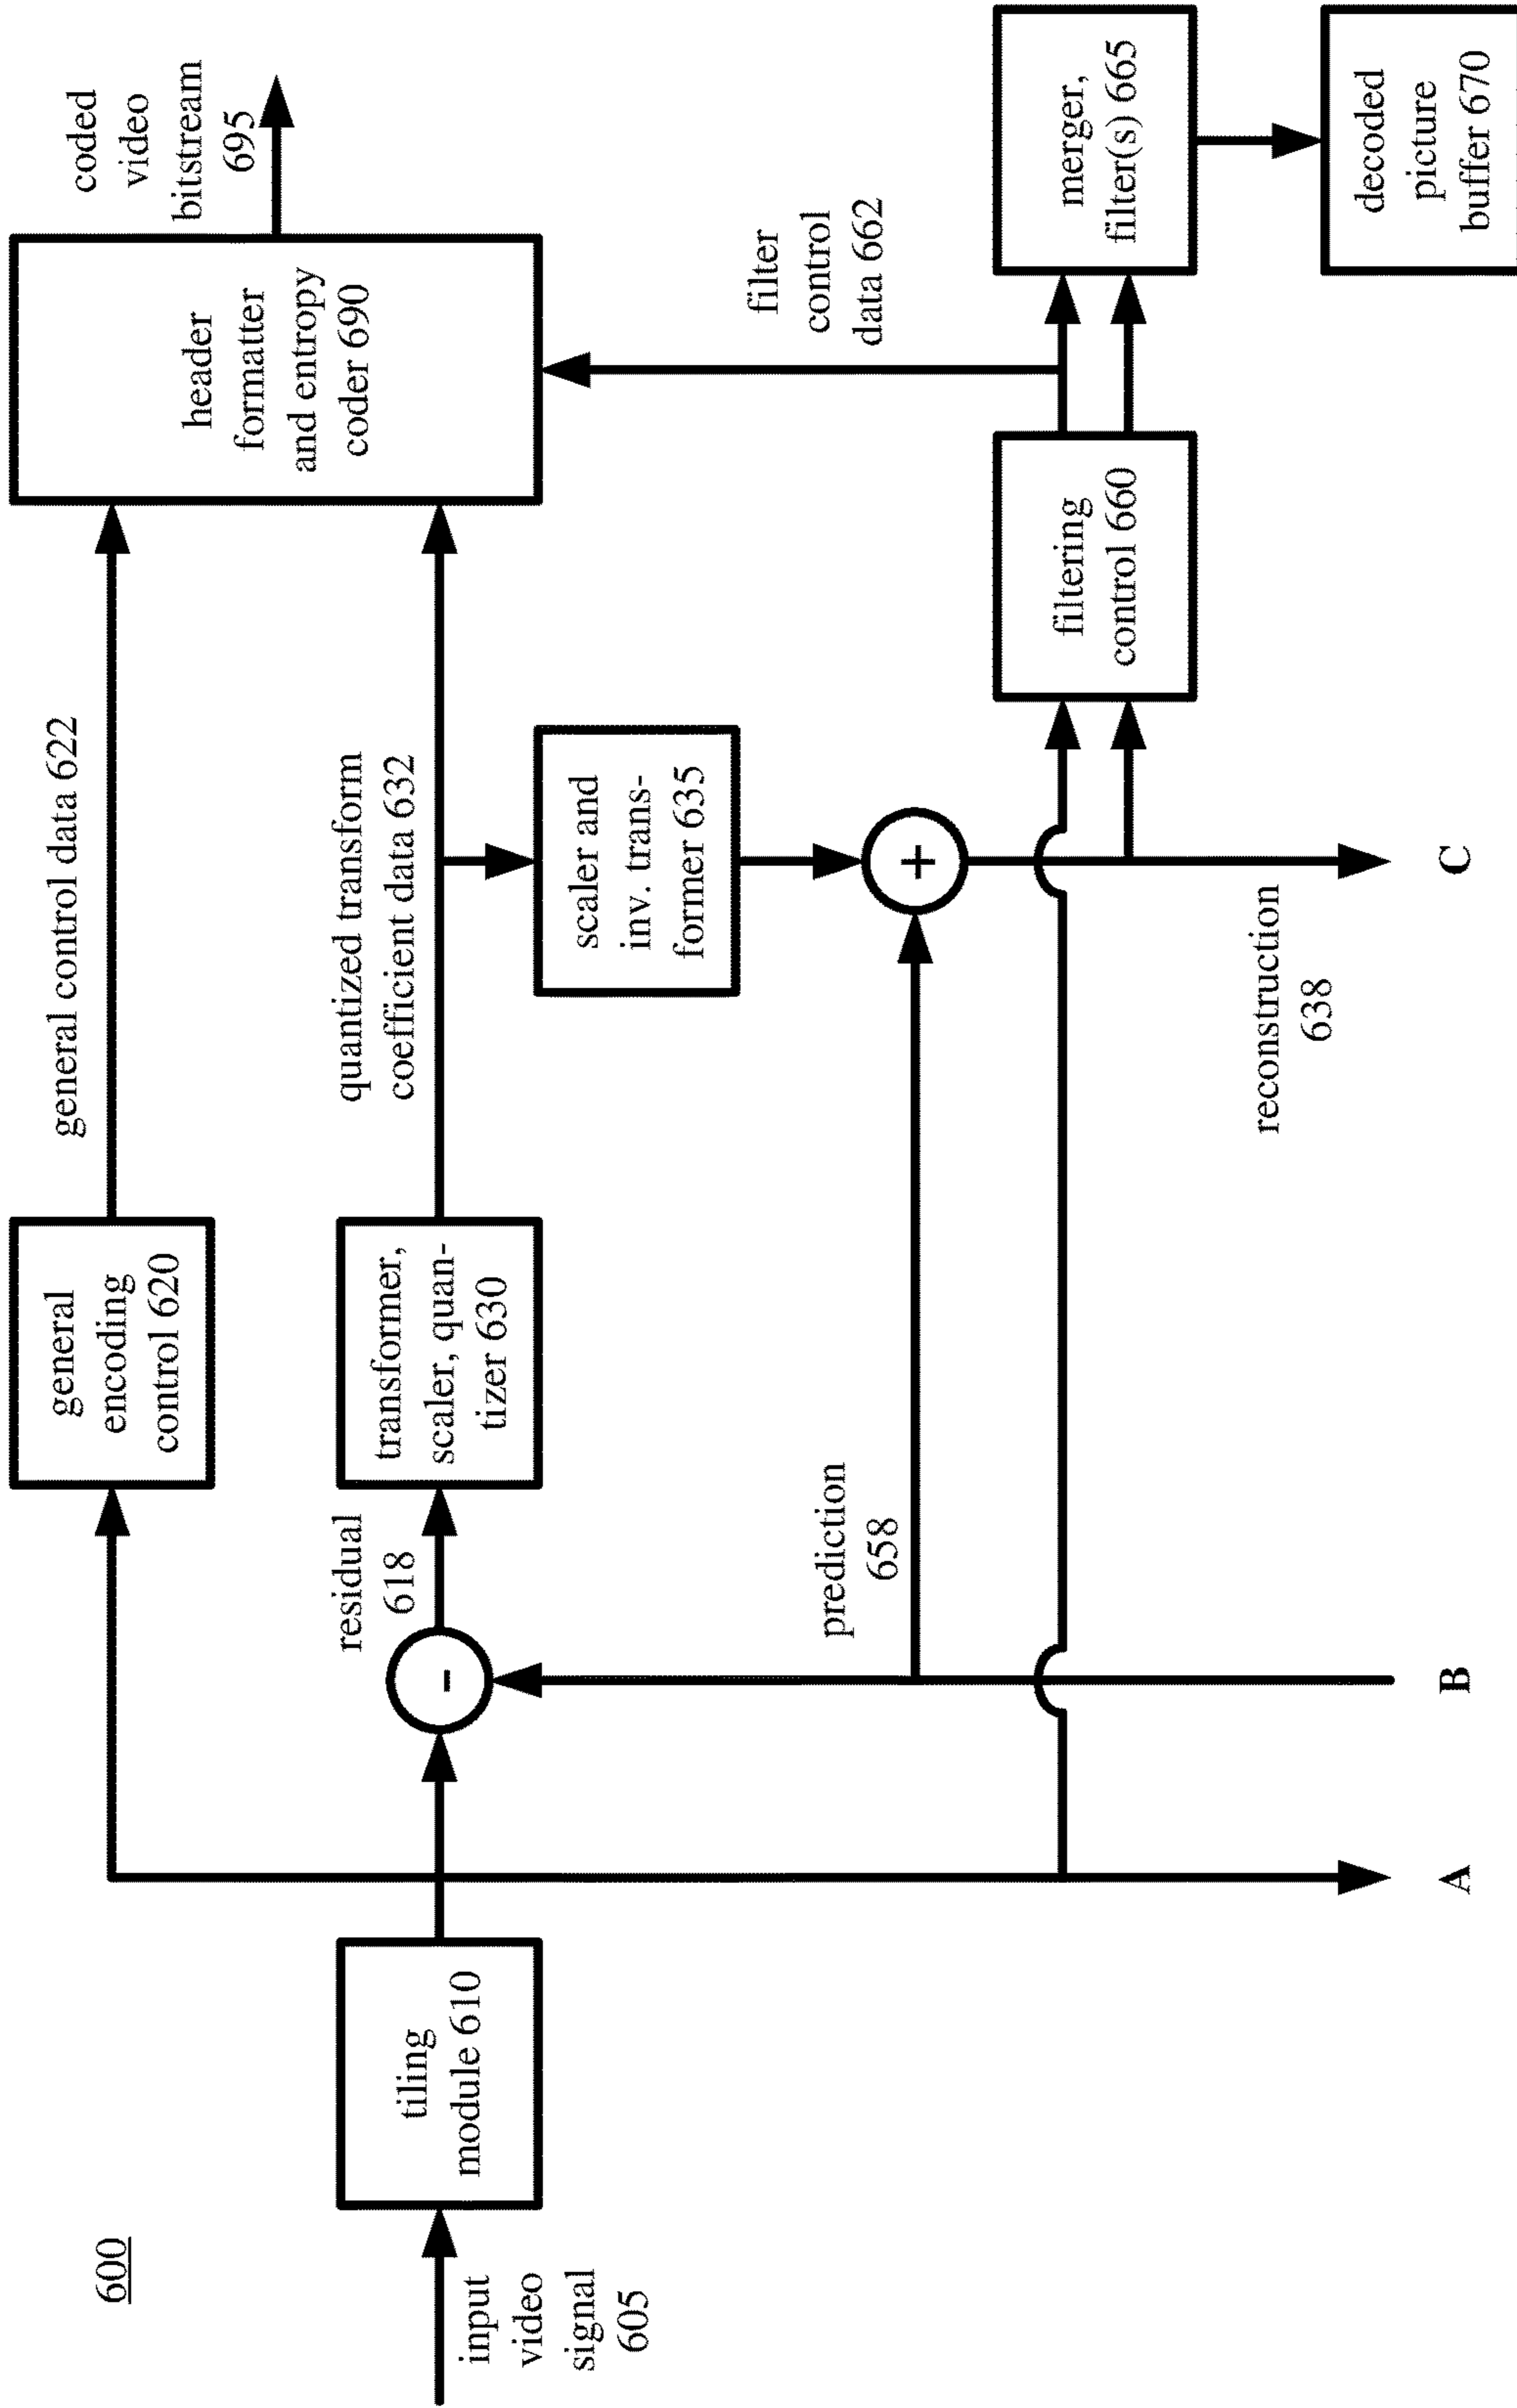 600
input
video
signal
605
tiling
module 610
general
encoding
control 620
general control data 622
residual
618
transformer,
scaler, quan-
tizer 630
quantized transform
coefficient data 632
scaler and
inv. trans-
former 635
header
formatter
and entropy
coder 690
coded
video
bitstream
695
-
+
prediction
658
filtering
control 660
filter
control
data 662
merger,
filter(s) 665
decoded
picture
buffer 670
reconstruction
638
A
B
C